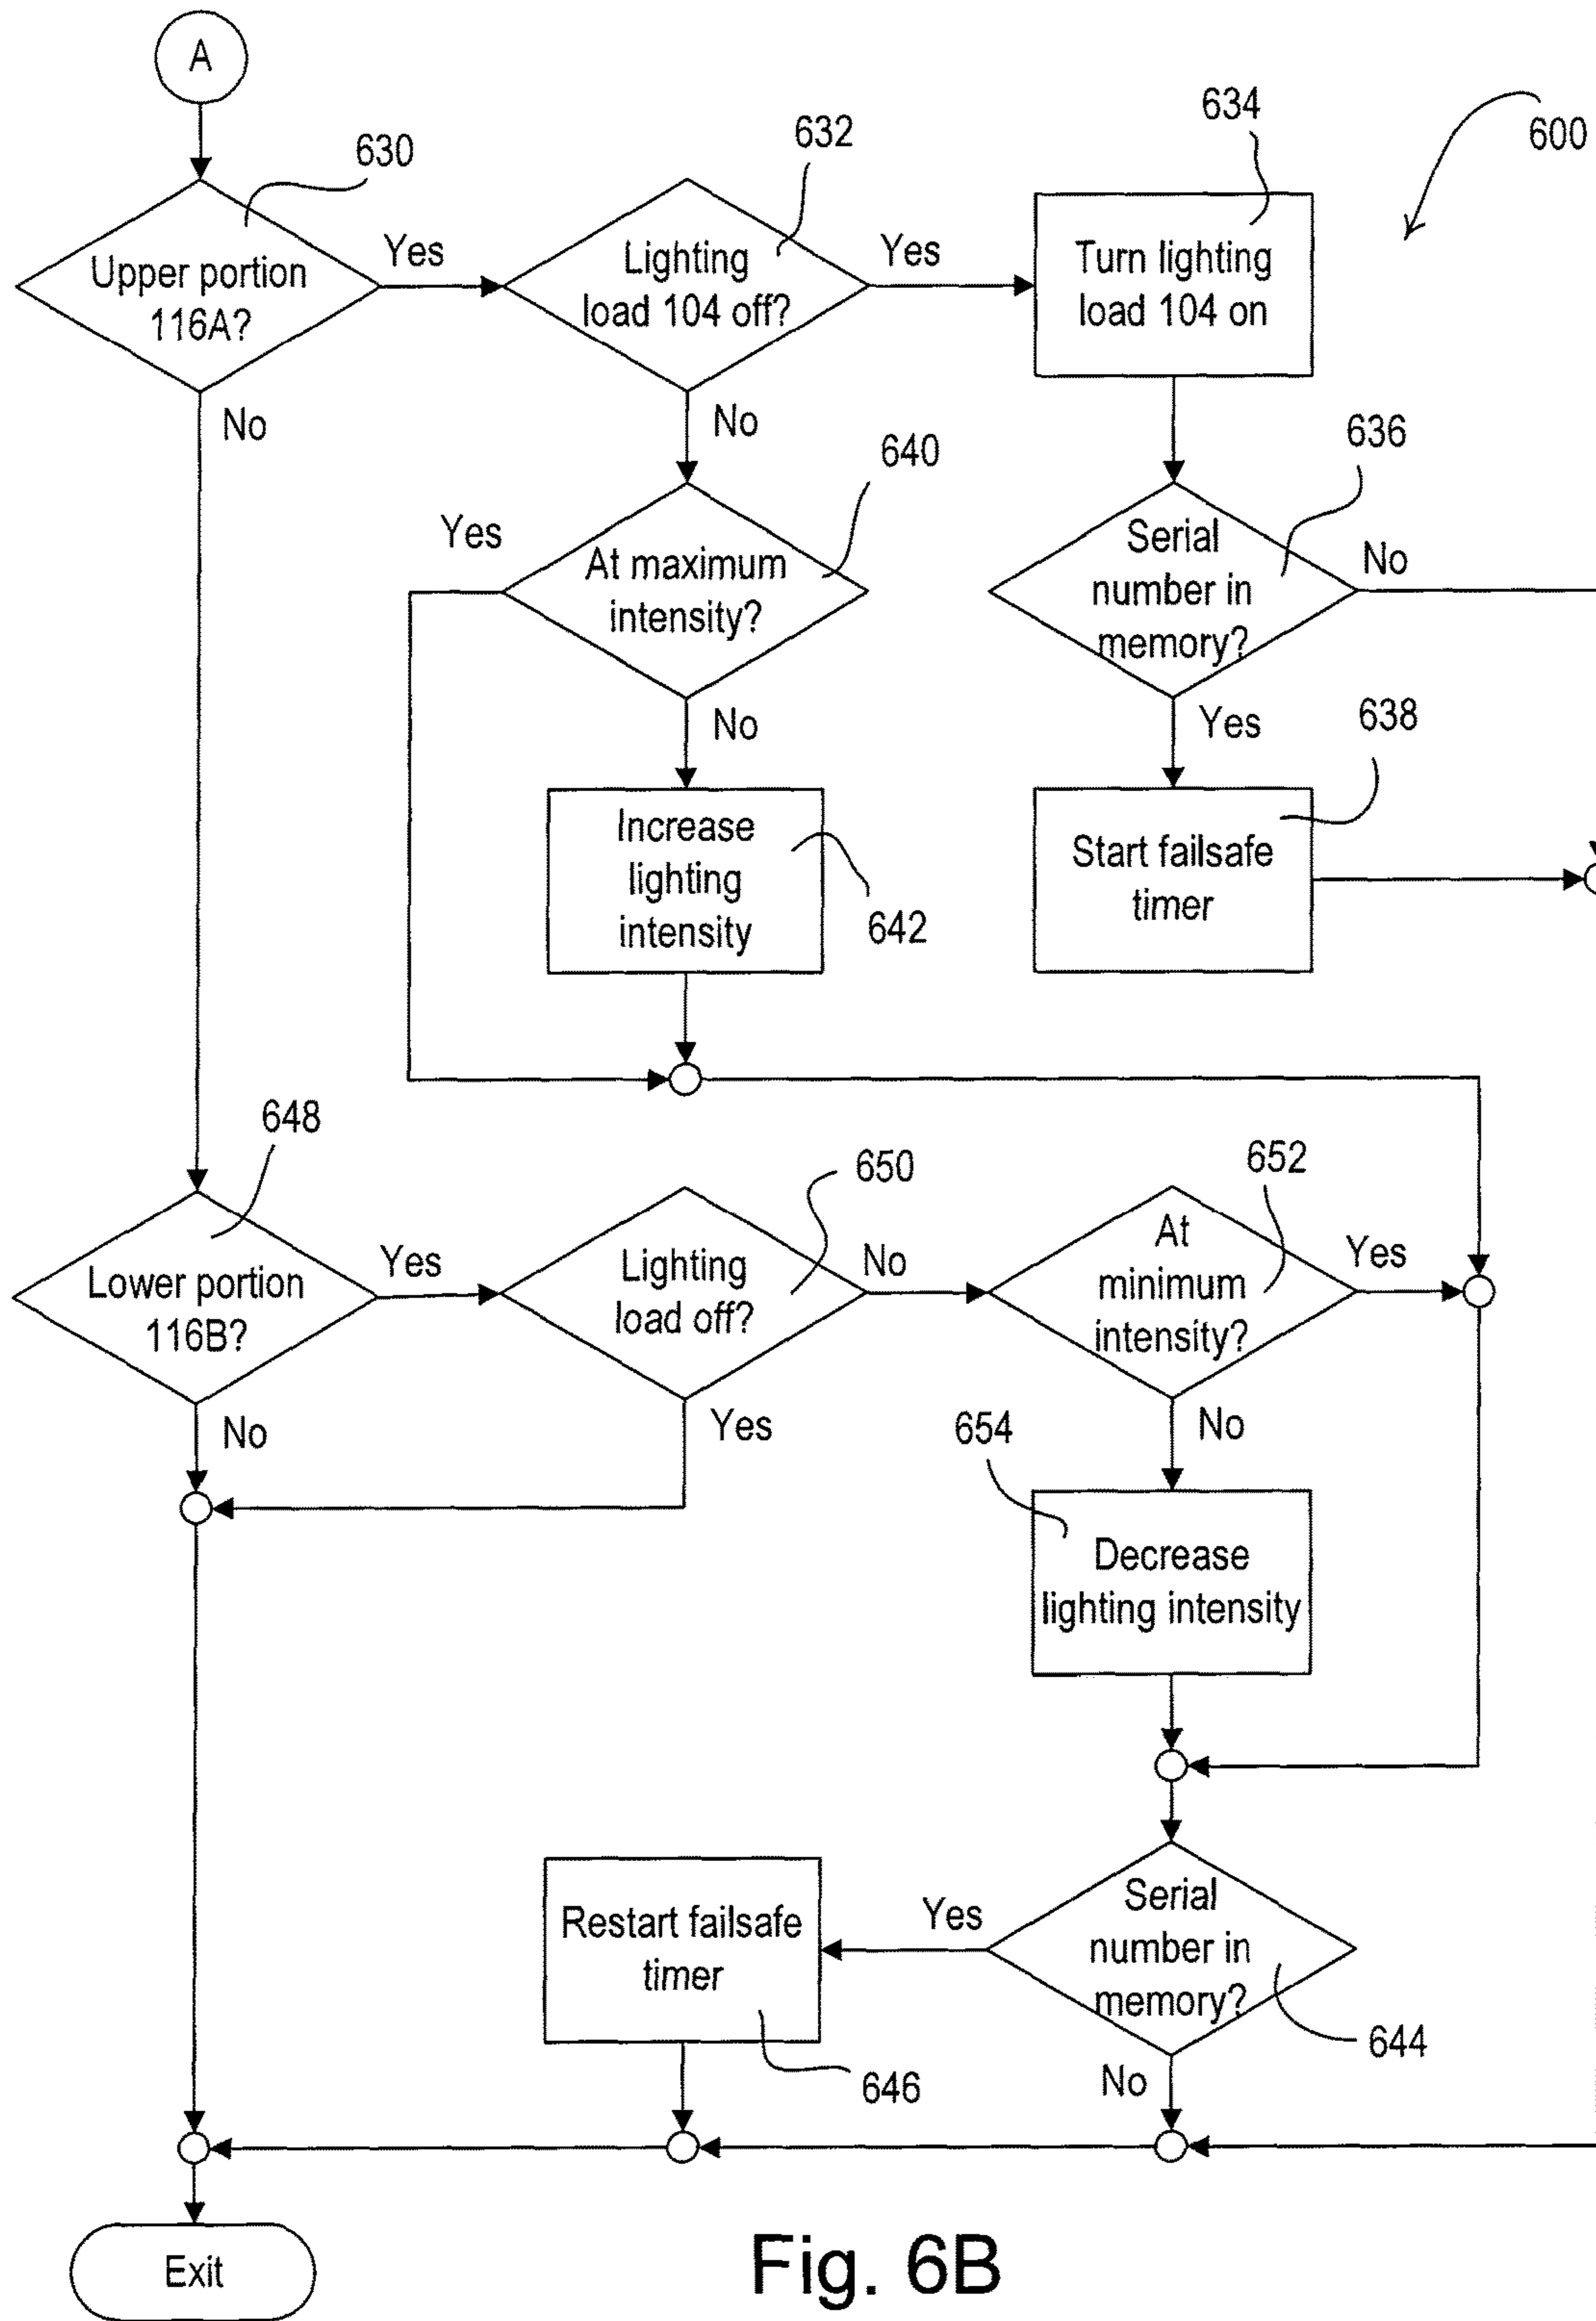 A
600
630
Upper portion
116A?
Yes
No
632
Lighting
load 104 off?
Yes
No
634
Turn lighting
load 104 on
636
Serial
number in
memory?
No
Yes
638
Start failsafe
timer
640
At maximum
intensity?
Yes
No
Increase
lighting
intensity
642
648
Lower portion
116B?
Yes
No
650
Lighting
load off?
No
Yes
652
At
minimum
intensity?
Yes
No
654
Decrease
lighting intensity
Serial
number in
memory?
644
Yes
No
Restart failsafe
timer
646
Exit
Fig. 6B